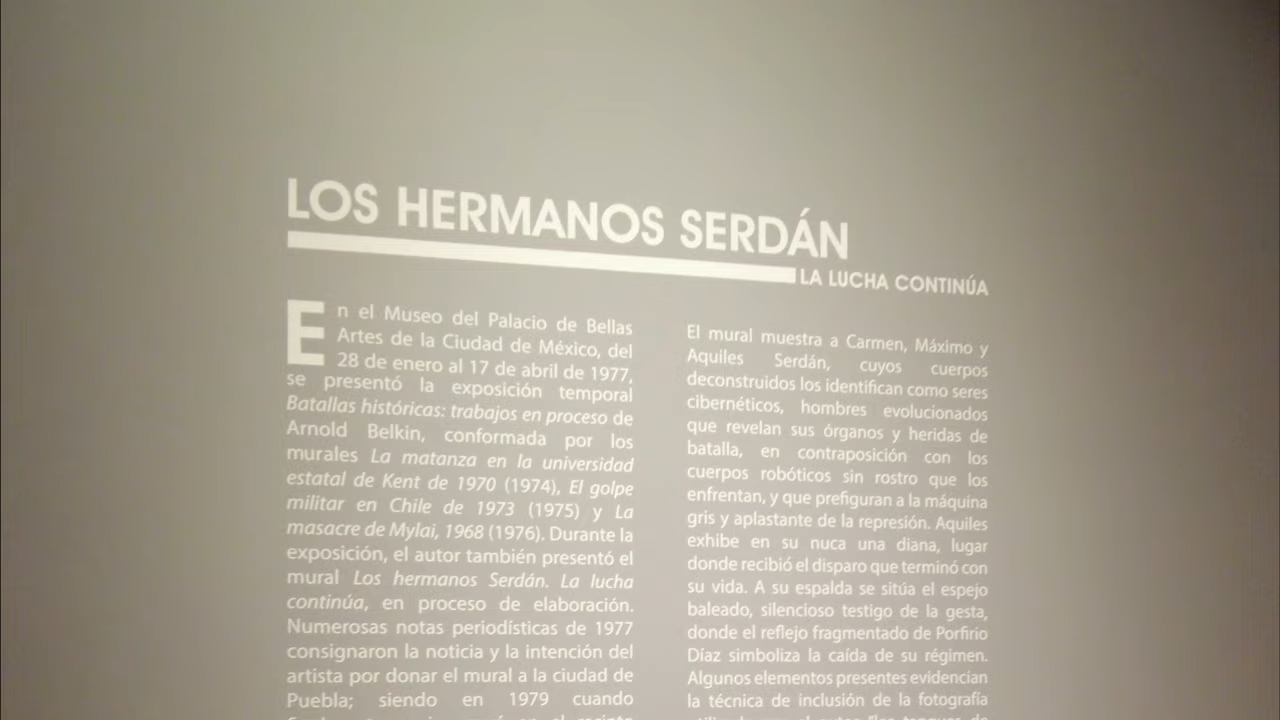 LOS HERMANOS SERDÁN
LA LUCHA CONTINÚA
En el Museo del Palacio de Bellas
Artes de la Ciudad de México, del
28 de enero al 17 de abril de 1977,
se presentó la exposición temporal
Batallas históricas: trabajos en proceso de
Arnold Belkin, conformada por los
murales La matanza en la universidad
estatal de Kent de 1970 (1974), El golpe
militar en Chile de 1973 (1975) y La
masacre de Mylai, 1968 (1976). Durante la
exposición, el autor también presentó el
mural Los hermanos Serdán. La lucha
continúa, en proceso de elaboración.
Numerosas notas periodísticas de 1977
consignaron la noticia y la intención del
artista por donar el mural a la ciudad de
Puebla; siendo en 1979 cuando
El mural muestra a Carmen, Máximo y
Aquiles Serdán, cuyos cuerpos
deconstruidos los identifican como seres
cibernéticos, hombres evolucionados
que revelan sus órganos y heridas de
batalla, en contraposición con los
cuerpos robóticos sin rostro que los
enfrentan, y que prefiguran a la máquina
gris y aplastante de la represión. Aquiles
exhibe en su nuca una diana, lugar
donde recibió el disparo que terminó con
su vida. A su espalda se sitúa el espejo
baleado, silencioso testigo de la gesta,
donde el reflejo fragmentado de Porfirio
Díaz simboliza la caída de su régimen.
Algunos elementos presentes evidencian
la técnica de inclusión de la fotografía